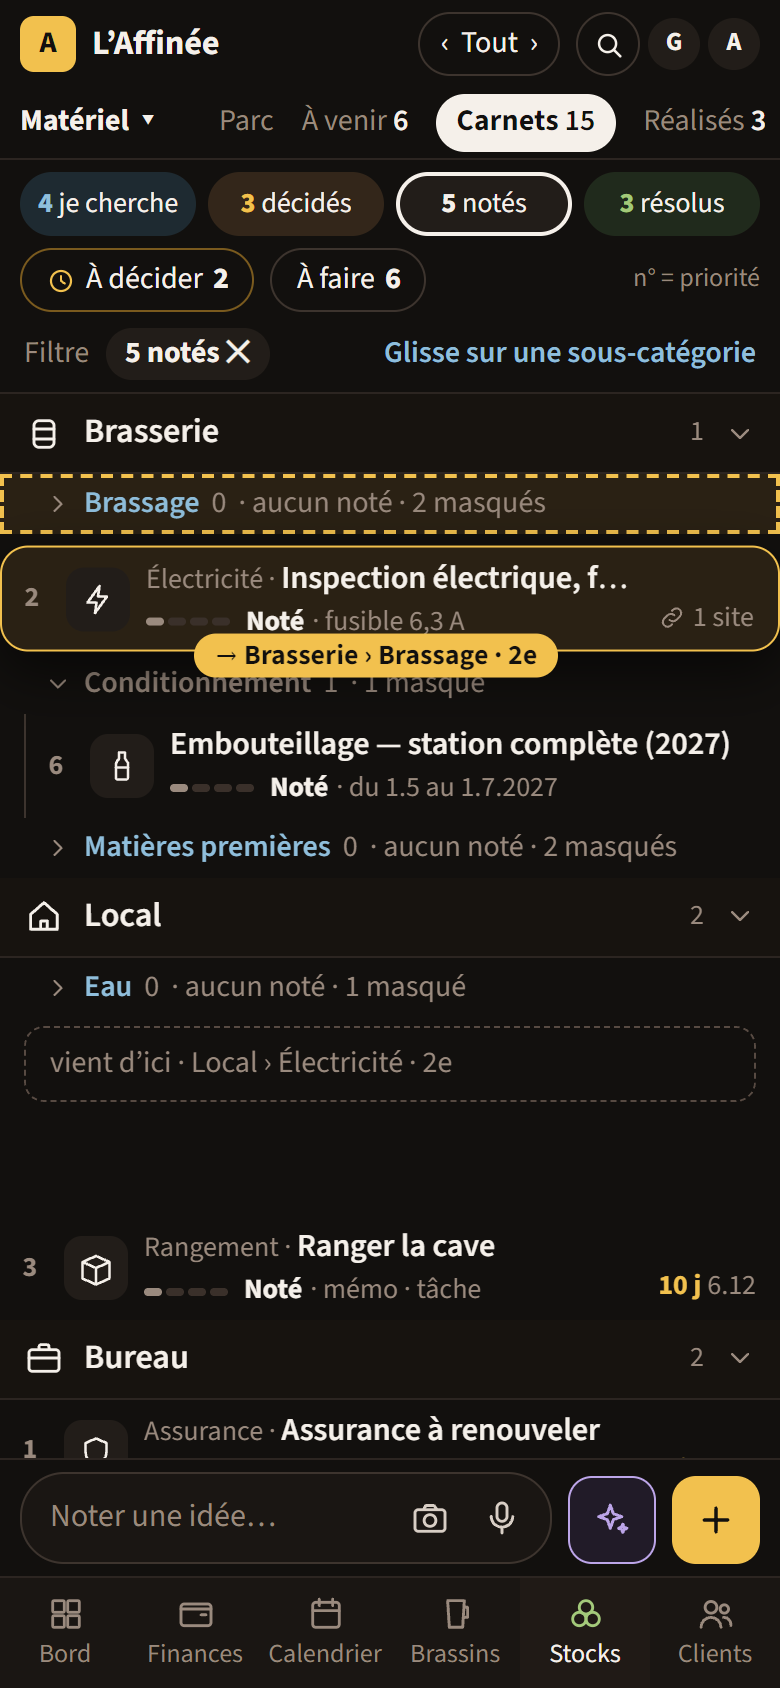 A L’Affinée ‹ Tout › G A
Matériel ▼ Parc À venir 6 Carnets 15 Réalisés 3
4 je cherche 3 décidés 5 notés 3 résolus
À décider 2 À faire 6 n° = priorité
Filtre 5 notés ✕ Glisse sur une sous-catégorie
Brasserie 1
Brassage 0 · aucun noté · 2 masqués
2 Électricité · Inspection électrique, f…
Noté · fusible 6,3 A 1 site
→ Brasserie › Brassage · 2e
Conditionnement 1 · 1 masqué
6 Embouteillage — station complète (2027)
Noté · du 1.5 au 1.7.2027
Matières premières 0 · aucun noté · 2 masqués
Local 2
Eau 0 · aucun noté · 1 masqué
vient d’ici · Local › Électricité · 2e
3 Rangement · Ranger la cave
Noté · mémo · tâche 10 j 6.12
Bureau 2
1 Assurance · Assurance à renouveler
Noter une idée…
Bord Finances Calendrier Brassins Stocks Clients